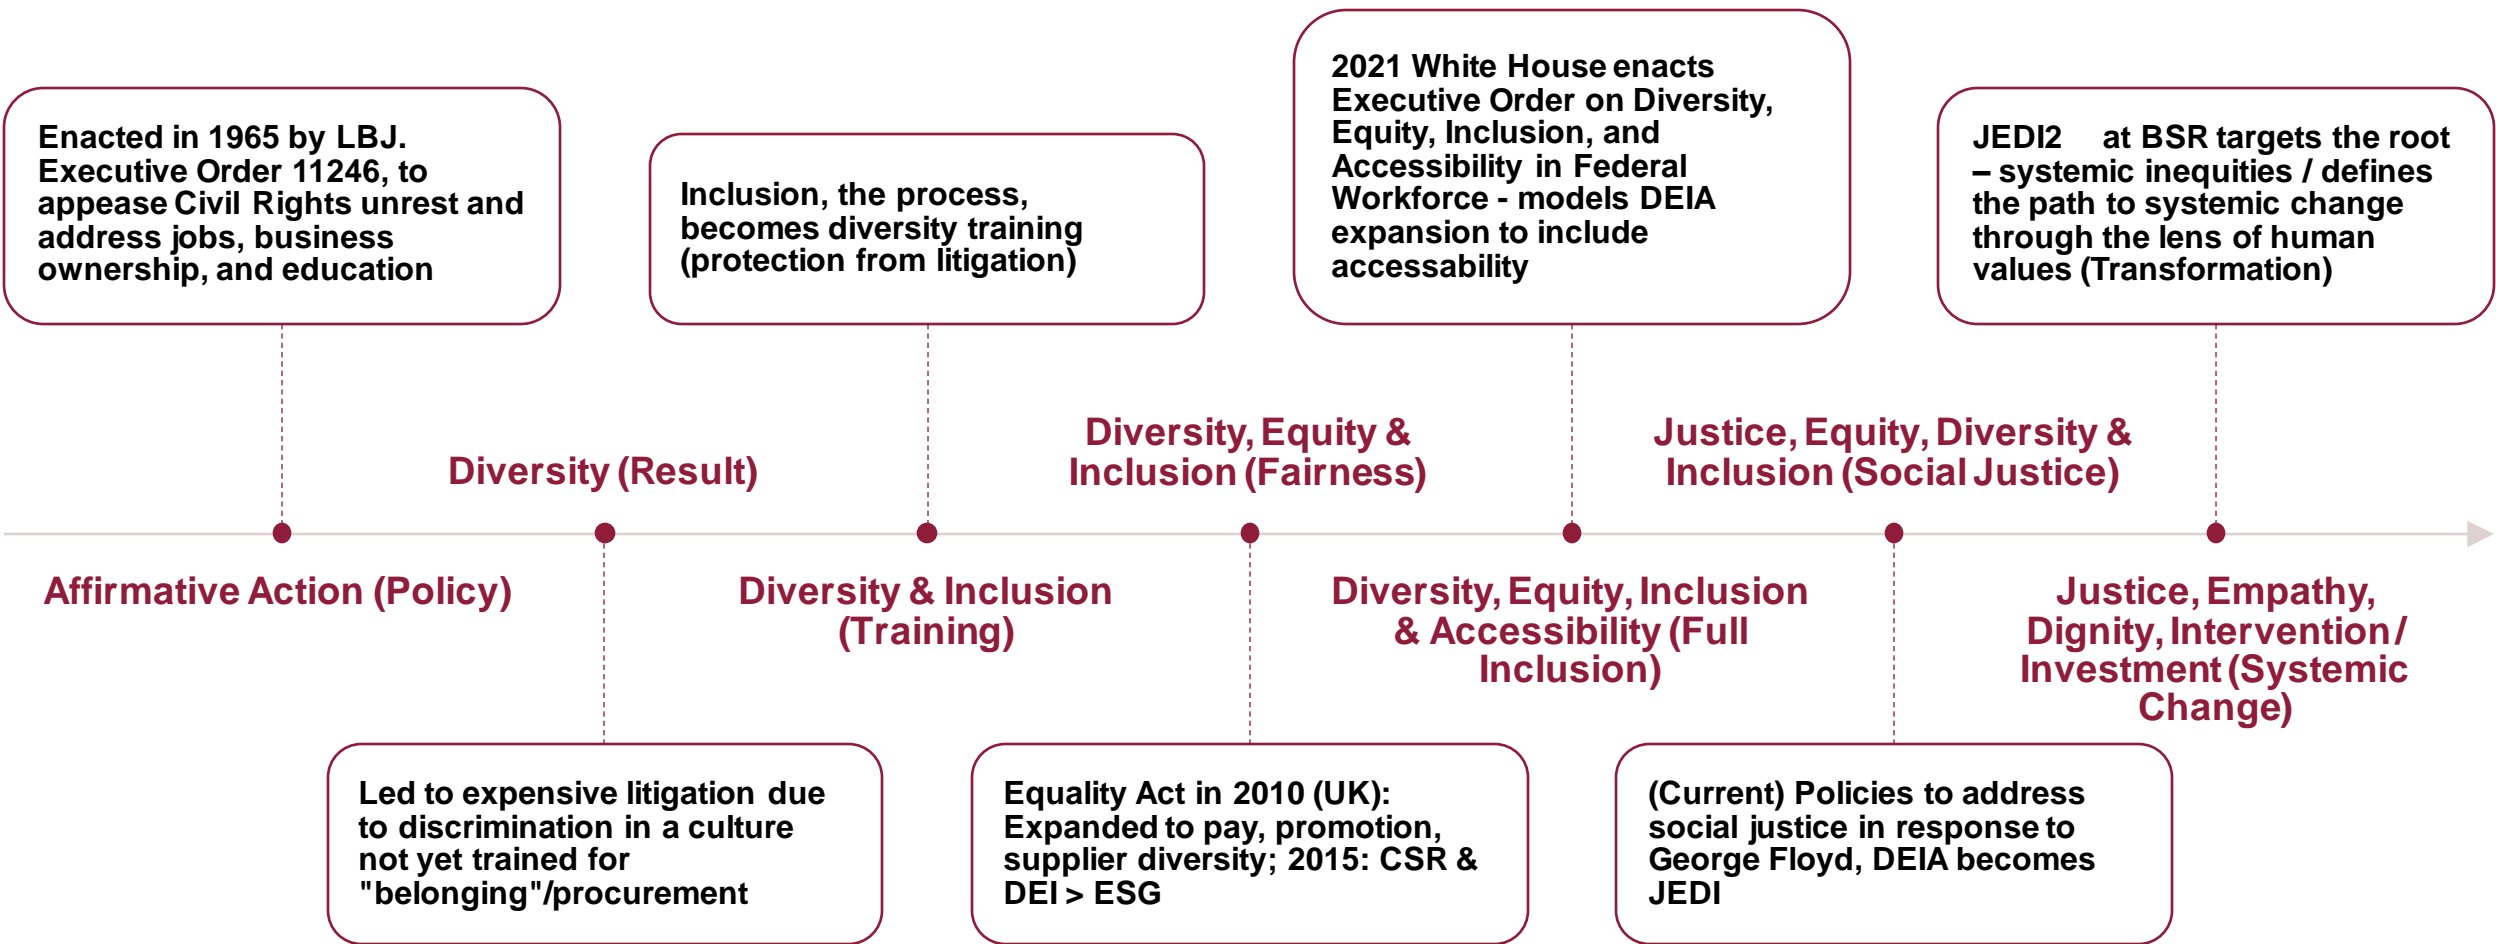 Enacted in 1965 by LBJ.
Executive Order 11246, to
appease Civil Rights unrest and
address jobs, business
ownership, and education
Inclusion, the process,
becomes diversity training
(protection from litigation)
2021 White House enacts
Executive Order on Diversity,
Equity, Inclusion, and
Accessibility in Federal
Workforce - models DEIA
expansion to include
accessability
JEDI2 at BSR targets the root
– systemic inequities / defines
the path to systemic change
through the lens of human
values (Transformation)
Diversity (Result)
Diversity, Equity &
Inclusion (Fairness)
Justice, Equity, Diversity &
Inclusion (Social Justice)
Affirmative Action (Policy)
Diversity & Inclusion
(Training)
Diversity, Equity, Inclusion
& Accessibility (Full
Inclusion)
Justice, Empathy,
Dignity, Intervention/
Investment (Systemic
Change)
Led to expensive litigation due
to discrimination in a culture
not yet trained for
"belonging"/procurement
Equality Act in 2010 (UK):
Expanded to pay, promotion,
supplier diversity; 2015: CSR &
DEI > ESG
(Current) Policies to address
social justice in response to
George Floyd, DEIA becomes
JEDI